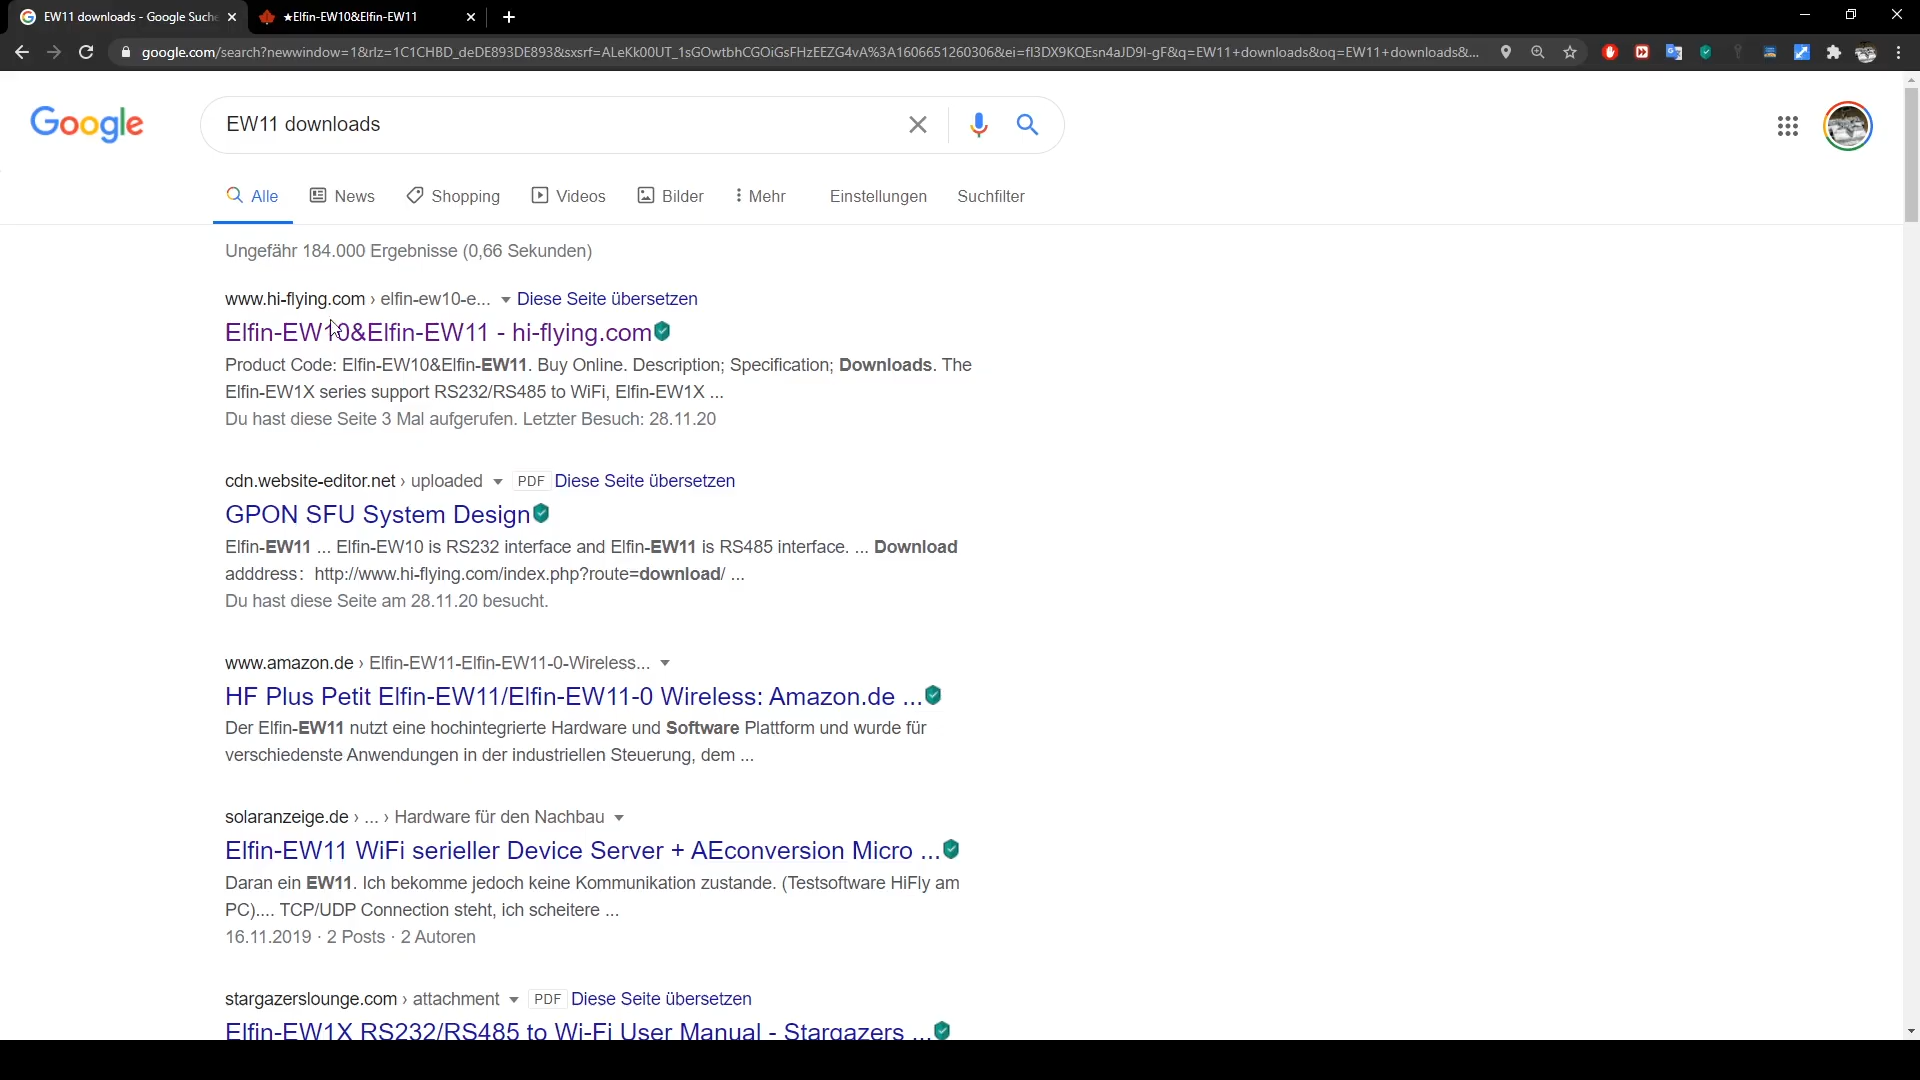 EW11 downloads - Google Suche
★Elfin-EW10&Elfin-EW11
google.com/search?newwindow=1&rlz=1C1CHBD_deDE893DE893&sxsrf=ALeKk00UT_1sGOwtbhCGOiGsFHzEEZG4vA%3A1606651260306&ei=fI3DX9KQEsn4aJD9l-gF&q=EW11+downloads&oq=EW11+downloads&...
Google
EW11 downloads
Alle News Shopping Videos Bilder Mehr Einstellungen Suchfilter
Ungefähr 184.000 Ergebnisse (0,66 Sekunden)
www.hi-flying.com › elfin-ew10-e... Diese Seite übersetzen
Elfin-EW10&Elfin-EW11 - hi-flying.com
Product Code: Elfin-EW10&Elfin-EW11. Buy Online. Description; Specification; Downloads. The
Elfin-EW1X series support RS232/RS485 to WiFi, Elfin-EW1X ...
Du hast diese Seite 3 Mal aufgerufen. Letzter Besuch: 28.11.20
cdn.website-editor.net › uploaded PDF Diese Seite übersetzen
GPON SFU System Design
Elfin-EW11 ... Elfin-EW10 is RS232 interface and Elfin-EW11 is RS485 interface. ... Download
adddress：http://www.hi-flying.com/index.php?route=download/ ...
Du hast diese Seite am 28.11.20 besucht.
www.amazon.de › Elfin-EW11-Elfin-EW11-0-Wireless...
HF Plus Petit Elfin-EW11/Elfin-EW11-0 Wireless: Amazon.de ...
Der Elfin-EW11 nutzt eine hochintegrierte Hardware und Software Plattform und wurde für
verschiedenste Anwendungen in der industriellen Steuerung, dem ...
solaranzeige.de › ... › Hardware für den Nachbau
Elfin-EW11 WiFi serieller Device Server + AEconversion Micro ...
Daran ein EW11. Ich bekomme jedoch keine Kommunikation zustande. (Testsoftware HiFly am
PC).... TCP/UDP Connection steht, ich scheitere ...
16.11.2019 · 2 Posts · 2 Autoren
stargazerslounge.com › attachment PDF Diese Seite übersetzen
Elfin-EW1X RS232/RS485 to Wi-Fi User Manual - Stargazers ...